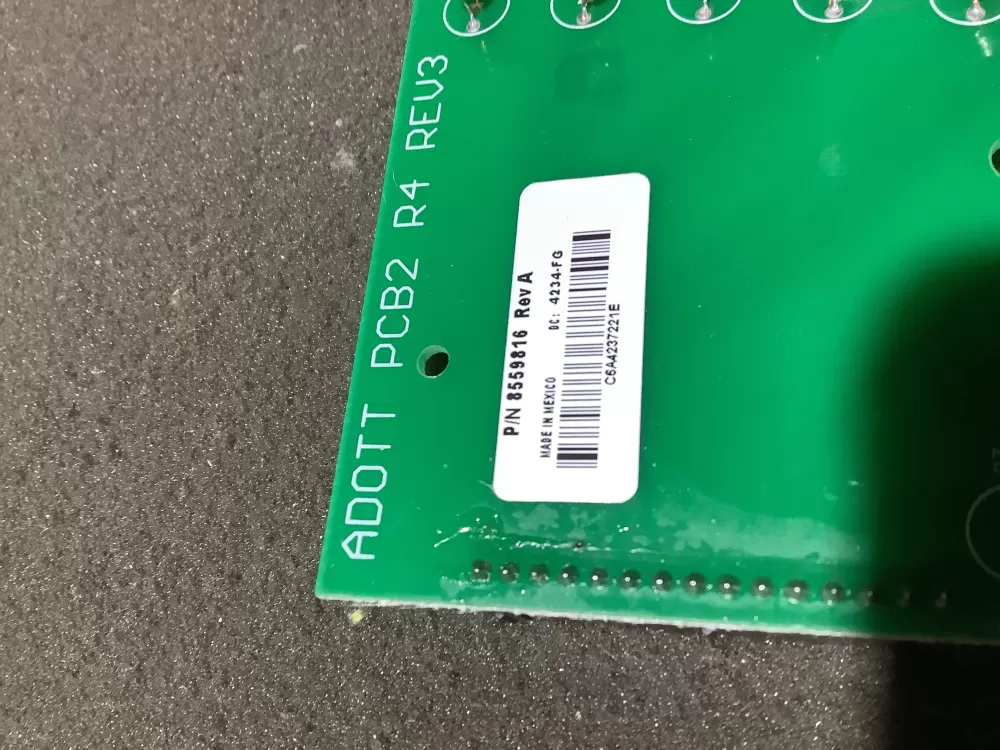 ADOTT PCB2 R4 REV3
P/N 8559816 Rev A
MADE IN MEXICO DC: 4234-FG
C6A4237221E